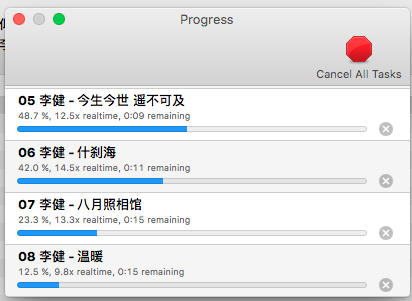 Progress
Cancel All Tasks
05 李健 - 今生今世 遥不可及
48.7 %, 12.5x realtime, 0:09 remaining
06 李健 - 什刹海
42.0 %, 14.5x realtime, 0:11 remaining
07 李健 - 八月照相馆
23.3 %, 13.3x realtime, 0:15 remaining
08 李健 - 温暖
12.5 %, 9.8x realtime, 0:15 remaining